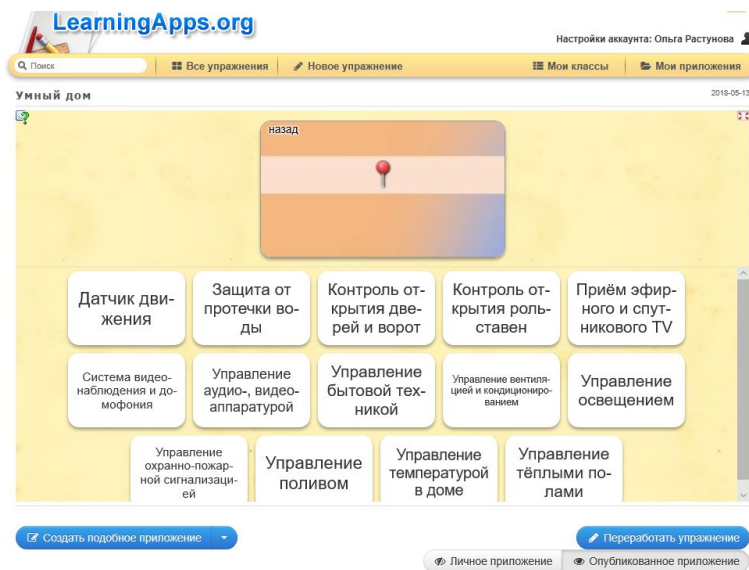 LearningApps.org
Настройки аккаунта: Ольга Растунова
Поиск
Все упражнения
Новое упражнение
Мои классы
Мои приложения
Умный дом
2018-05-13
назад
Датчик дви-
жения
Защита от
протечки во-
ды
Контроль от-
крытия две-
рей и ворот
Контроль от-
крытия роль-
ставен
Приём эфир-
ного и спут-
никового TV
Система видео-
наблюдения и до-
мофония
Управление
аудио-, видео-
аппаратурой
Управление
бытовой тех-
никой
Управление вентиля-
цией и кондициониро-
ванием
Управление
освещением
Управление
охранно-пожар-
ной сигнализаци-
ей
Управление
поливом
Управление
температурой
в доме
Управление
тёплыми по-
лами
Создать подобное приложение
Переработать упражнение
Личное приложение
Опубликованное приложение